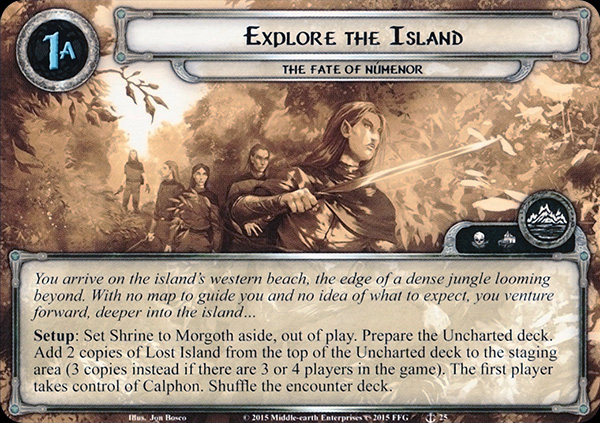 1A
EXPLORE THE ISLAND
THE FATE OF NÚMENOR
You arrive on the island's western beach, the edge of a dense jungle looming
beyond. With no map to guide you and no idea of what to expect, you venture
forward, deeper into the island…
Setup: Set Shrine to Morgoth aside, out of play. Prepare the Uncharted deck.
Add 2 copies of Lost Island from the top of the Uncharted deck to the staging
area (3 copies instead if there are 3 or 4 players in the game). The first player
takes control of Calphon. Shuffle the encounter deck.
Illus. Jon Bosco © 2015 Middle-earth Enterprises © 2015 FFG 25